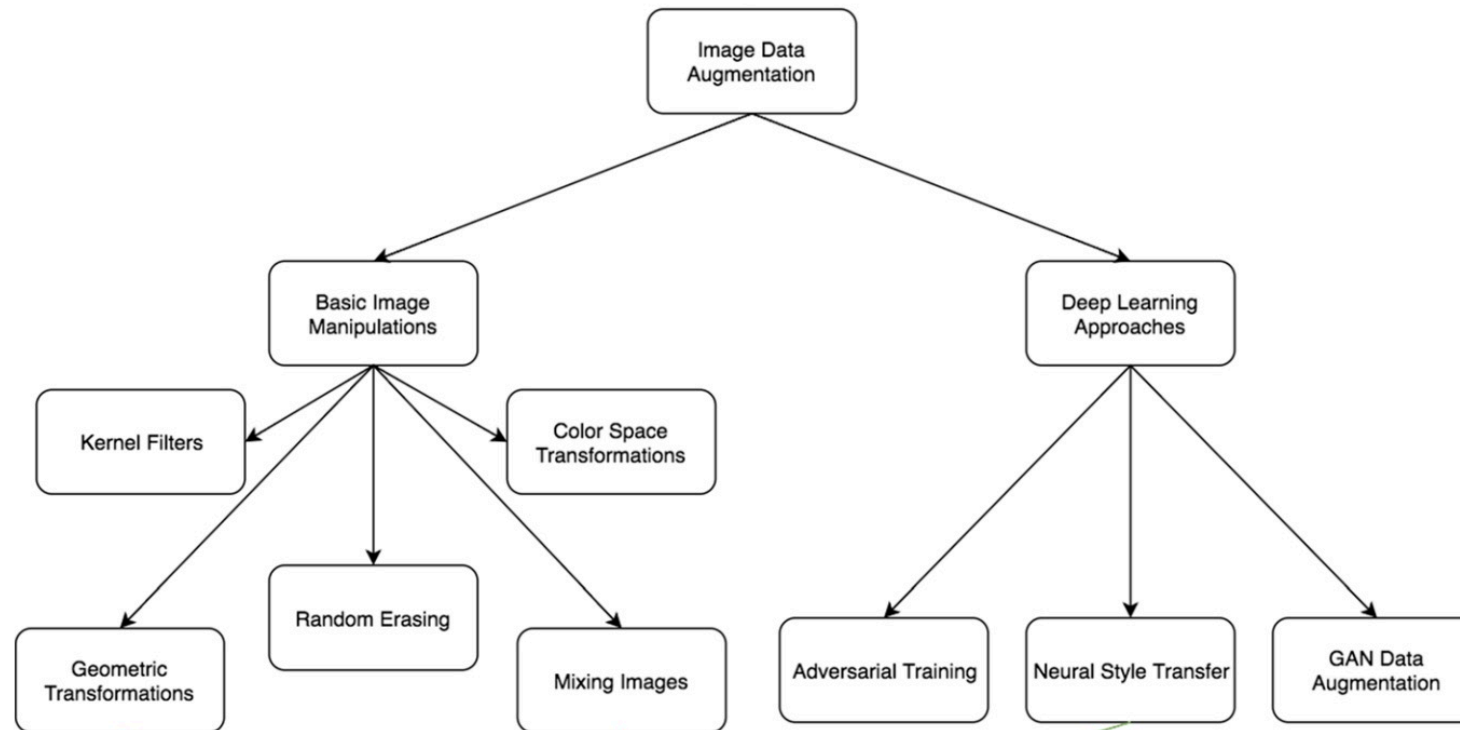 Image Data
Augmentation
Basic Image
Manipulations
Deep Learning
Approaches
Kernel Filters
Color Space
Transformations
Geometric
Transformations
Random Erasing
Mixing Images
Adversarial Training
Neural Style Transfer
GAN Data
Augmentation